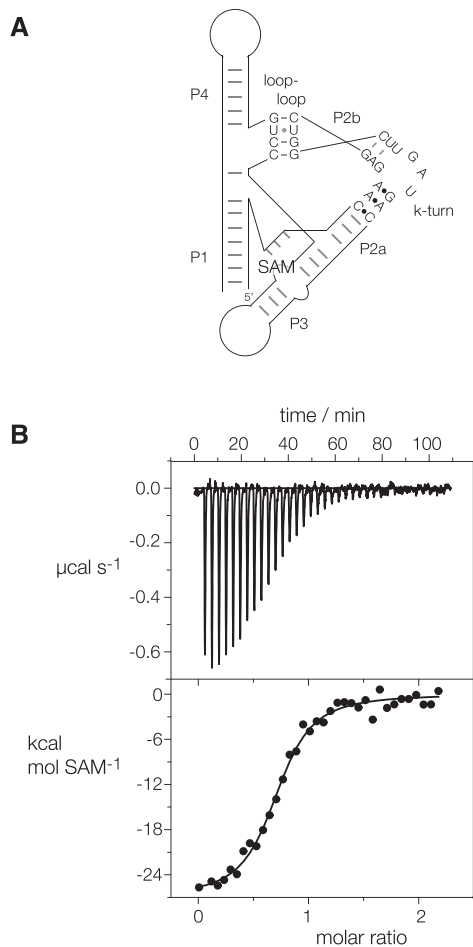 A
P4
loop-
loop
P2b
G–C
U•U
C–G
C–G
CUU
G
A
U
GAG
A•G
A•A
C•C
k-turn
P2a
P1
SAM
5'
P3
B
time / min
0 20 40 60 80 100
0.0
-0.2
µcal s-1
-0.4
-0.6
0
-6
kcal
mol SAM-1
-12
-18
-24
0 1 2
molar ratio